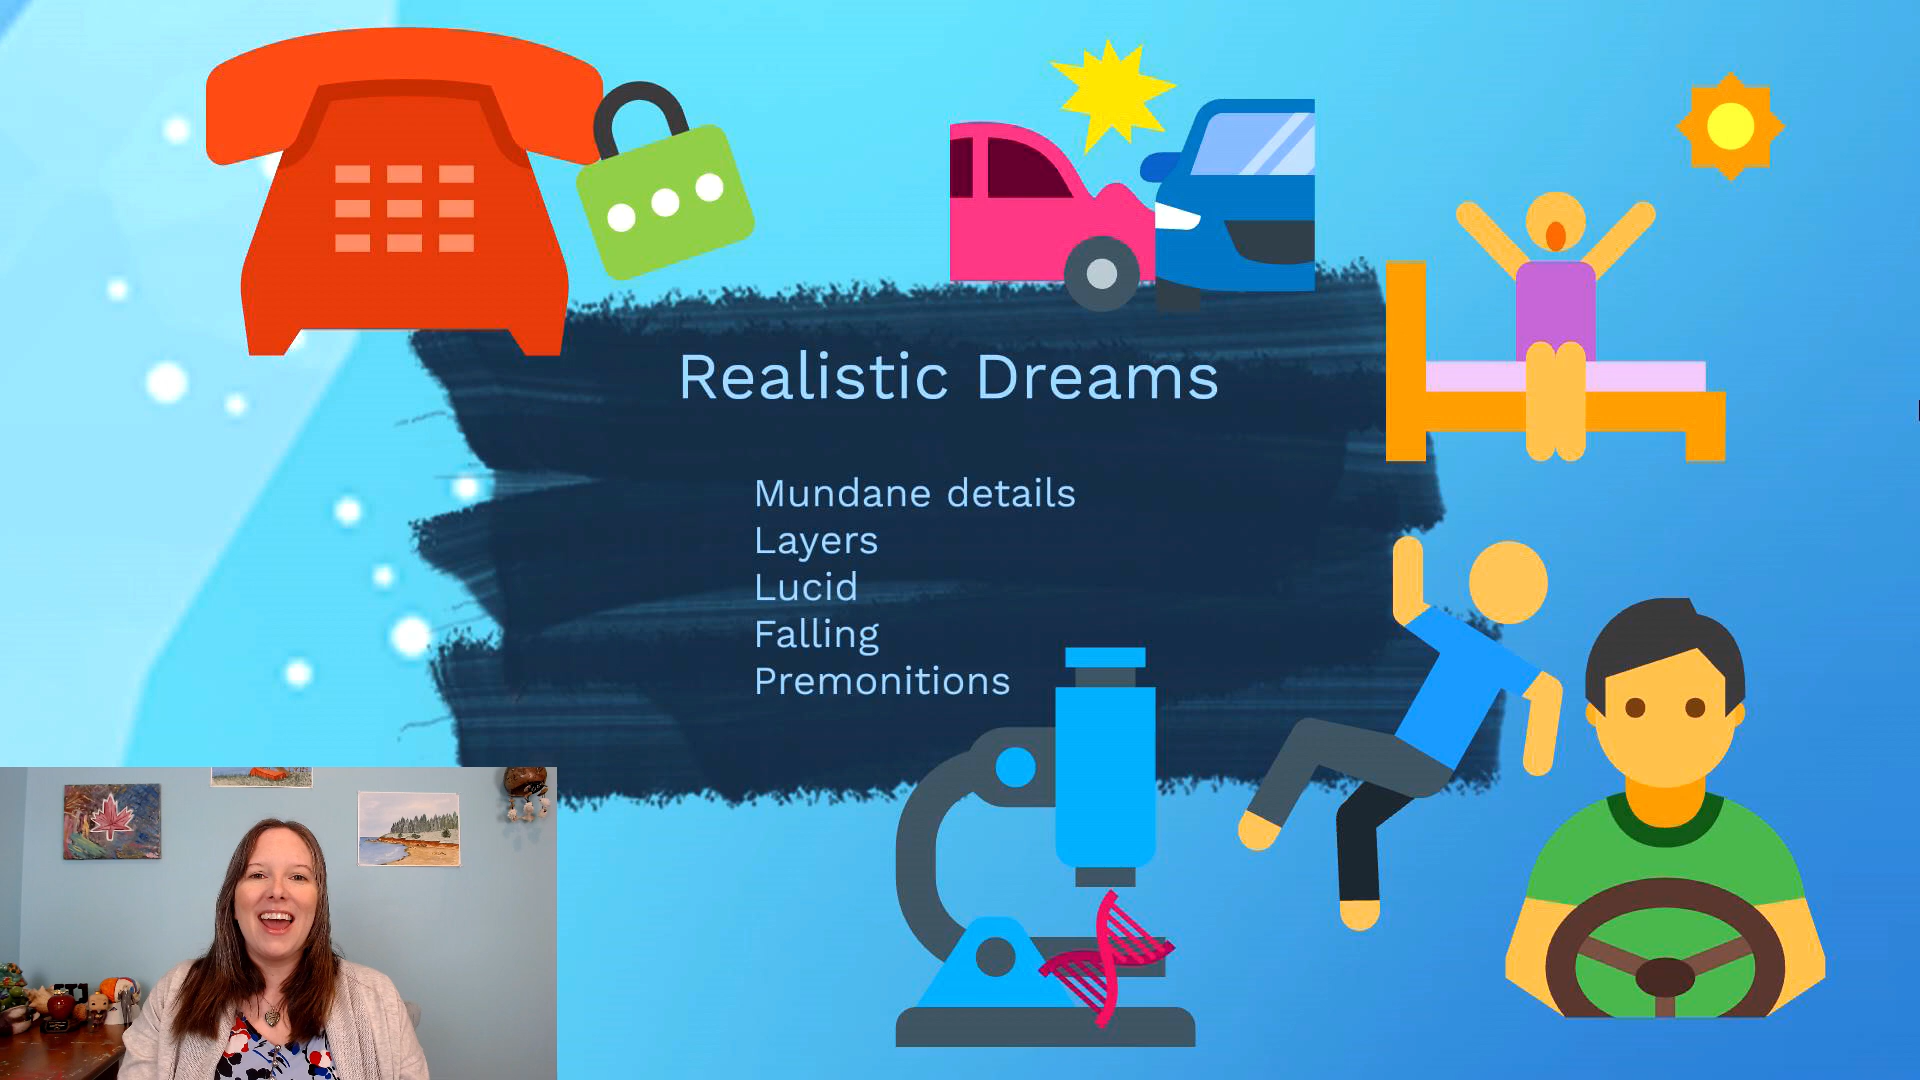 Realistic Dreams
Mundane details
Layers
Lucid
Falling
Premonitions